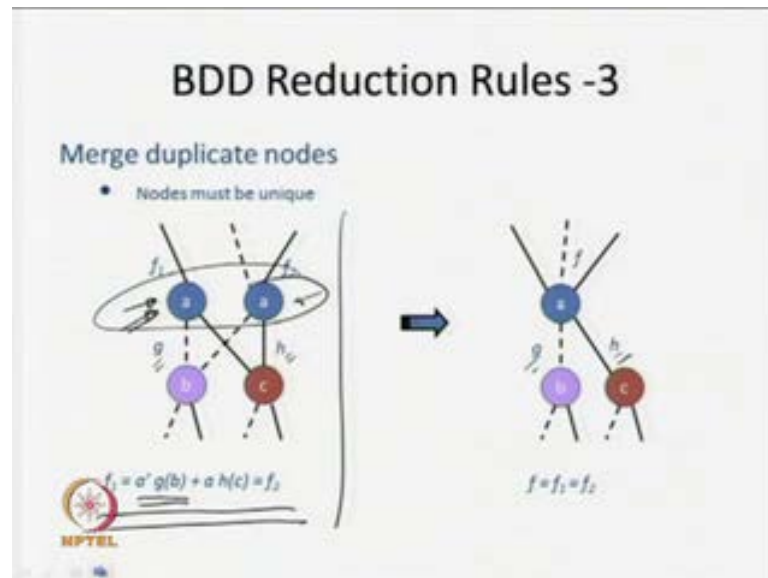 BDD Reduction Rules -3
Merge duplicate nodes
• Nodes must be unique
f₁ f₂ f
a a a
g h g h
b c b c
f₁ = a' g(b) + a h(c) = f₂ f = f₁ = f₂
NPTEL